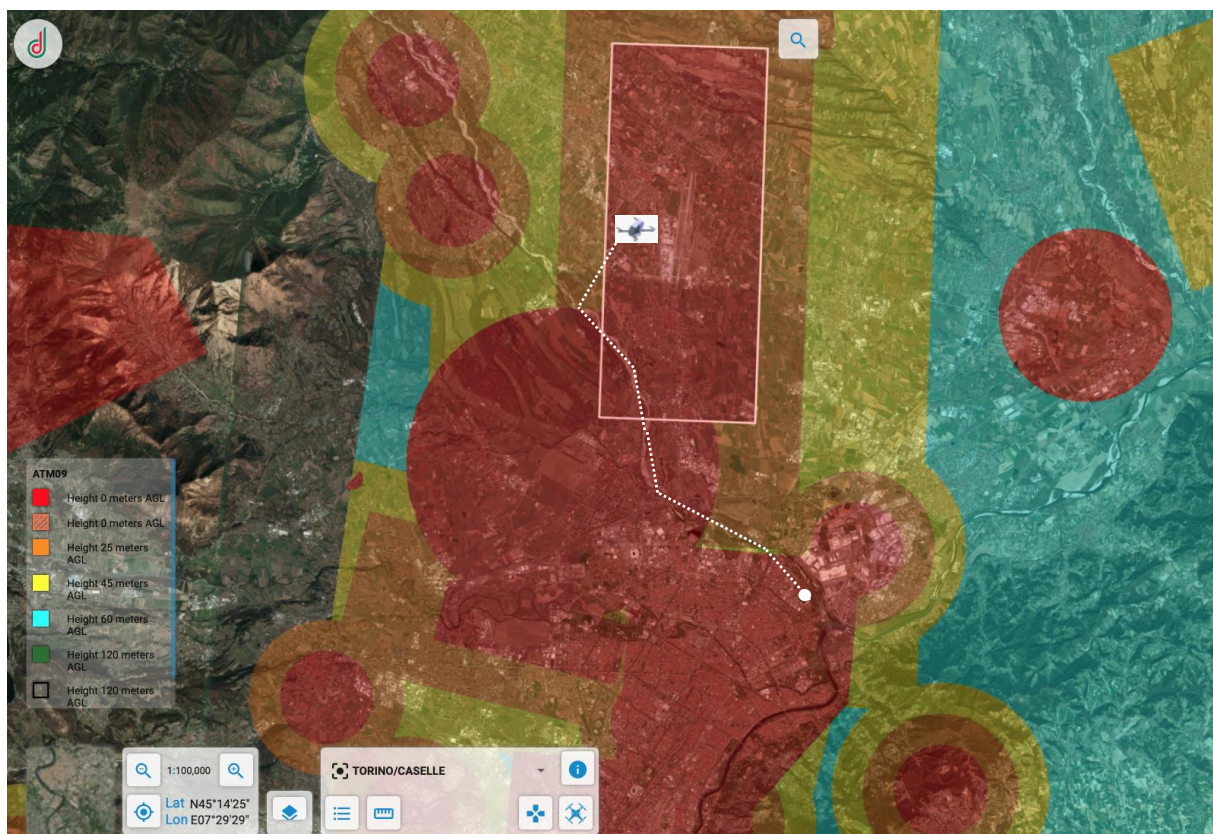 d
ATM09
Height 0 meters AGL
Height 0 meters AGL
Height 25 meters
AGL
Height 45 meters
AGL
Height 60 meters
AGL
Height 120 meters
AGL
Height 120 meters
AGL
1:100,000
Lat N45°14'25"
Lon E07°29'29"
TORINO/CASELLE
i